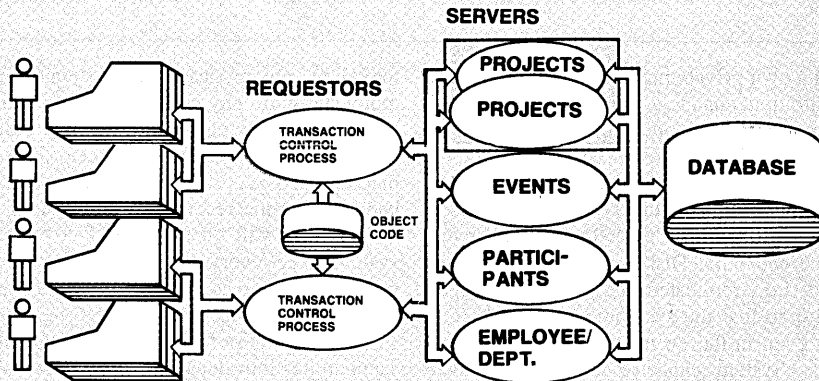 SERVERS
REQUESTORS
PROJECTS
PROJECTS
TRANSACTION
CONTROL
PROCESS
EVENTS
DATABASE
OBJECT
CODE
PARTICI-
PANTS
TRANSACTION
CONTROL
PROCESS
EMPLOYEE/
DEPT.